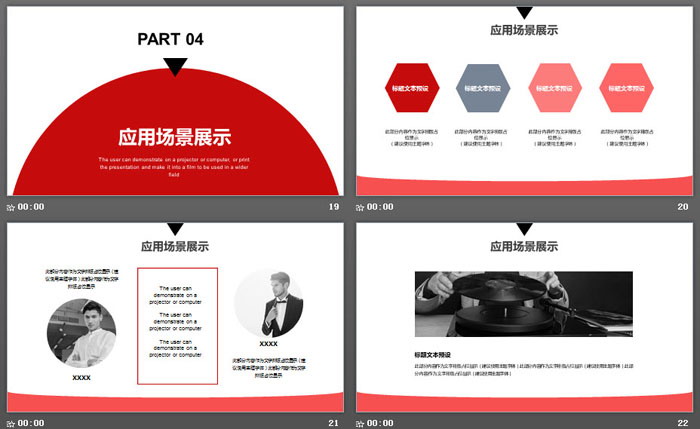 PART 04
应用场景展示
The user can demonstrate on a projector or computer, or print
the presentation and make it into a film to be used in a wider
field
00:00
19
应用场景展示
标题文本预设
标题文本预设
标题文本预设
标题文本预设
此部分内容作为文字排版占
位显示
（建议使用主题字体）
此部分内容作为文字排版占
位显示
（建议使用主题字体）
此部分内容作为文字排版占
位显示
（建议使用主题字体）
此部分内容作为文字排版占
位显示
（建议使用主题字体）
00:00
20
应用场景展示
此部分内容作为文字排版占位显示（建
议使用主题字体）此部分内容作为文字
排版占位显示
XXXX
The user can
demonstrate on a
projector or computer
The user can
demonstrate on a
projector or computer
The user can
demonstrate on a
projector or computer
XXXX
此部分内容作为文字排版占位显示（建
议使用主题字体）此部分内容作为文字
排版占位显示
00:00
21
应用场景展示
标题文本预设
此部分内容作为文字排版占位显示（建议使用主题字体）此部分内容作为文字排版占位显示（建议使用主题字体）此部
分内容作为文字排版占位显示（建议使用主题字体）
00:00
22